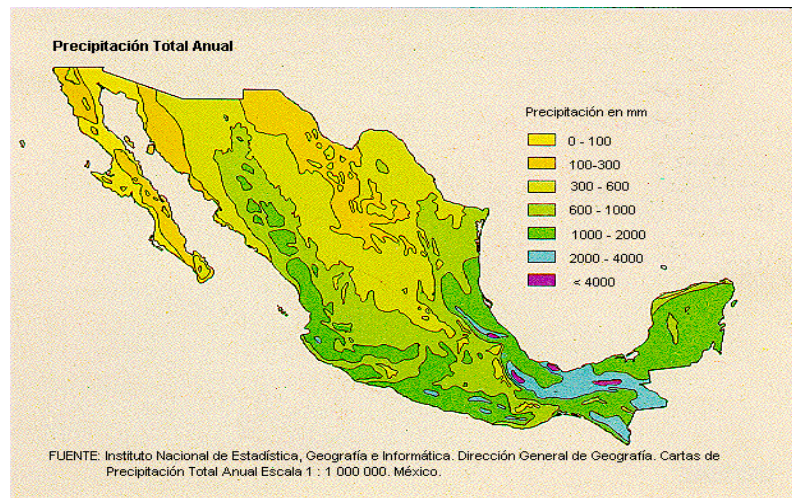 Precipitación Total Anual
Precipitación en mm
0 - 100
100-300
300 - 600
600 - 1000
1000 - 2000
2000 - 4000
< 4000
FUENTE: Instituto Nacional de Estadística, Geografía e Informática. Dirección General de Geografía. Cartas de
Precipitación Total Anual Escala 1 : 1 000 000. México.